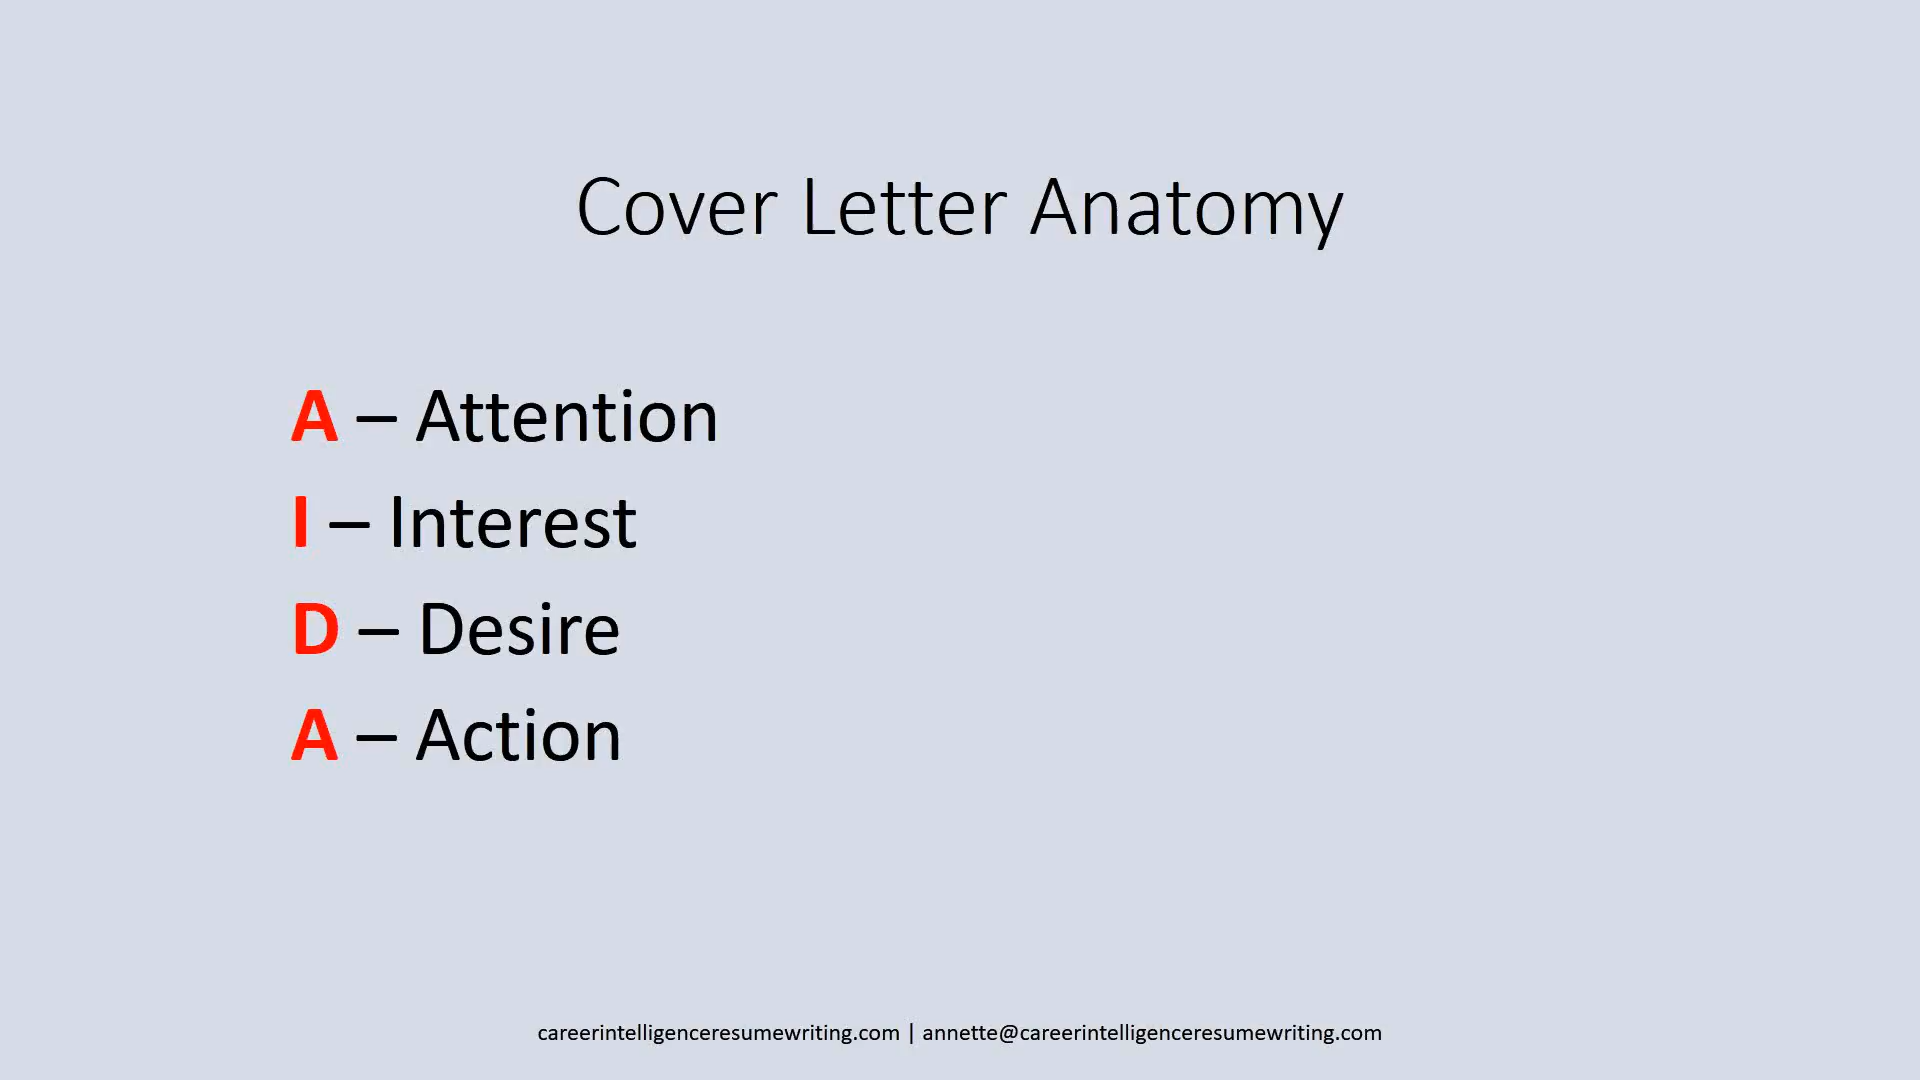 Cover Letter Anatomy
A – Attention
I – Interest
D – Desire
A – Action
careerintelligenceresumewriting.com | annette@careerintelligenceresumewriting.com